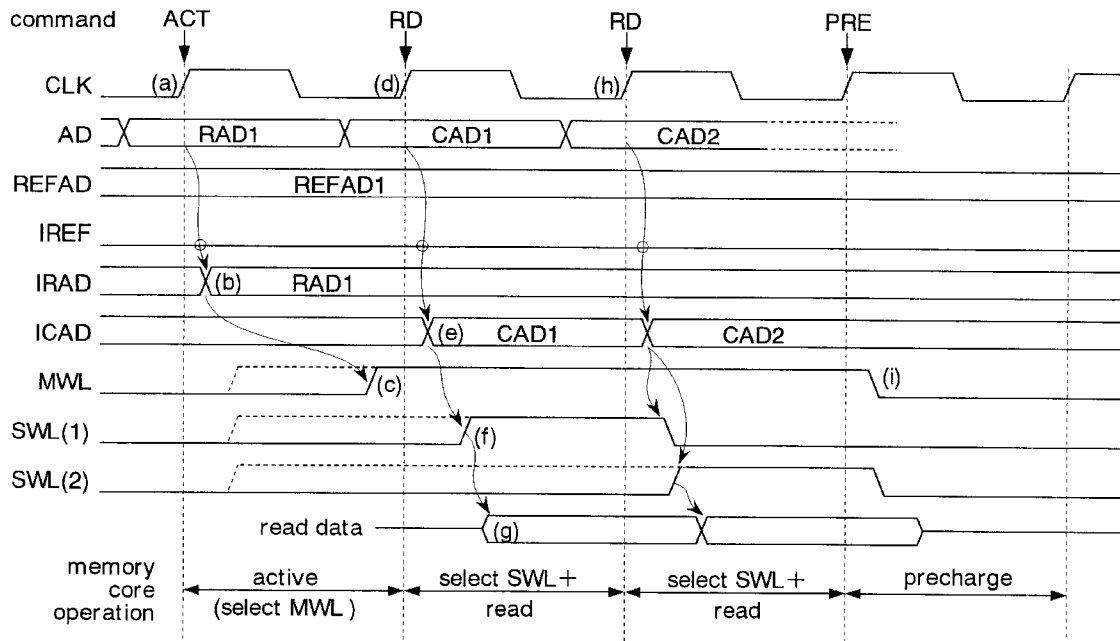 command ACT RD RD PRE
CLK (a) (d) (h)
AD RAD1 CAD1 CAD2
REFAD REFAD1
IREF
IRAD (b) RAD1
ICAD (e) CAD1 CAD2
MWL (c) (i)
SWL(1) (f)
SWL(2)
read data (g)
memory
core
operation
active
(select MWL)
select SWL+
read
select SWL+
read
precharge